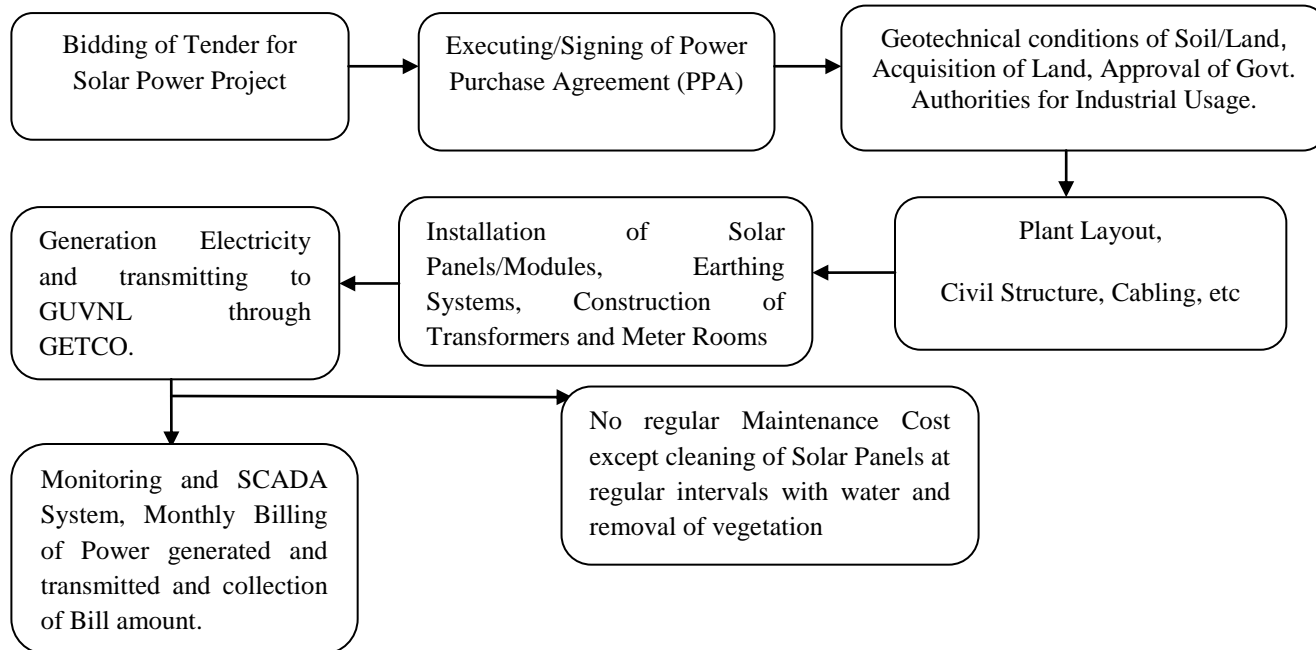 Bidding of Tender for
Solar Power Project
Executing/Signing of Power
Purchase Agreement (PPA)
Geotechnical conditions of Soil/Land,
Acquisition of Land, Approval of Govt.
Authorities for Industrial Usage.
Plant Layout,
Civil Structure, Cabling, etc
Installation of Solar
Panels/Modules, Earthing
Systems, Construction of
Transformers and Meter Rooms
Generation Electricity
and transmitting to
GUVNL through
GETCO.
No regular Maintenance Cost
except cleaning of Solar Panels at
regular intervals with water and
removal of vegetation
Monitoring and SCADA
System, Monthly Billing
of Power generated and
transmitted and collection
of Bill amount.